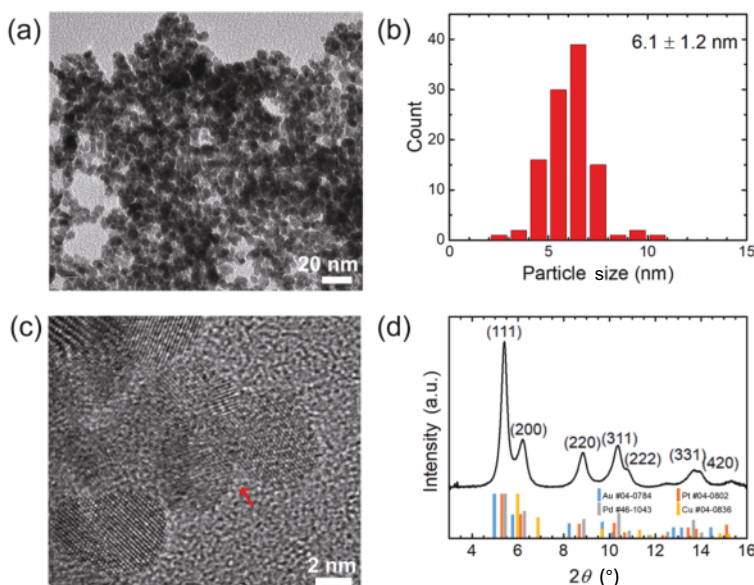 (a)
20 nm
(b)
6.1 ± 1.2 nm
Count
40
30
20
10
0
0 5 10 15
Particle size (nm)
(c)
2 nm
(d)
Intensity (a.u.)
(111)
(200)
(220)
(311)
(222)
(331)
(420)
Au #04-0784 Pt #04-0802
Pd #46-1043 Cu #04-0836
4 6 8 10 12 14 16
2θ (°)